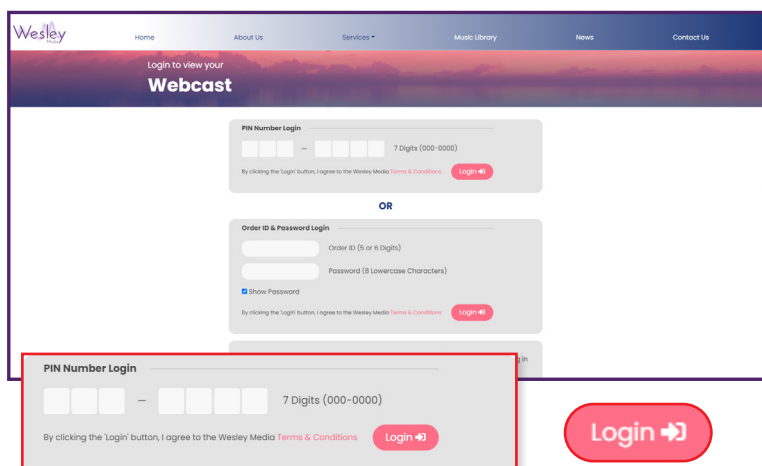 Wesley
Media
Home About Us Services Music Library News Contact Us
Login to view your
Webcast
PIN Number Login
– 7 Digits (000-0000)
By clicking the 'Login' button, I agree to the Wesley Media Terms & Conditions Login
OR
Order ID & Password Login
Order ID (5 or 6 Digits)
Password (8 Lowercase Characters)
Show Password
By clicking the 'Login' button, I agree to the Wesley Media Terms & Conditions Login
in
PIN Number Login
– 7 Digits (000-0000)
By clicking the 'Login' button, I agree to the Wesley Media Terms & Conditions Login
Login